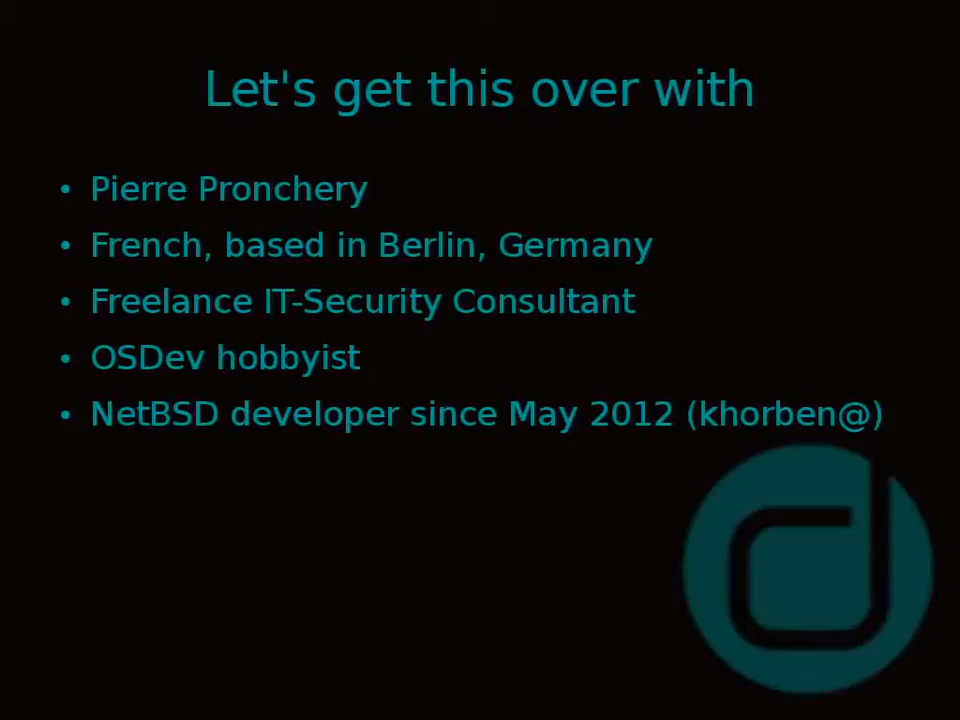 Let's get this over with
• Pierre Pronchery
• French, based in Berlin, Germany
• Freelance IT-Security Consultant
• OSDev hobbyist
• NetBSD developer since May 2012 (khorben@)